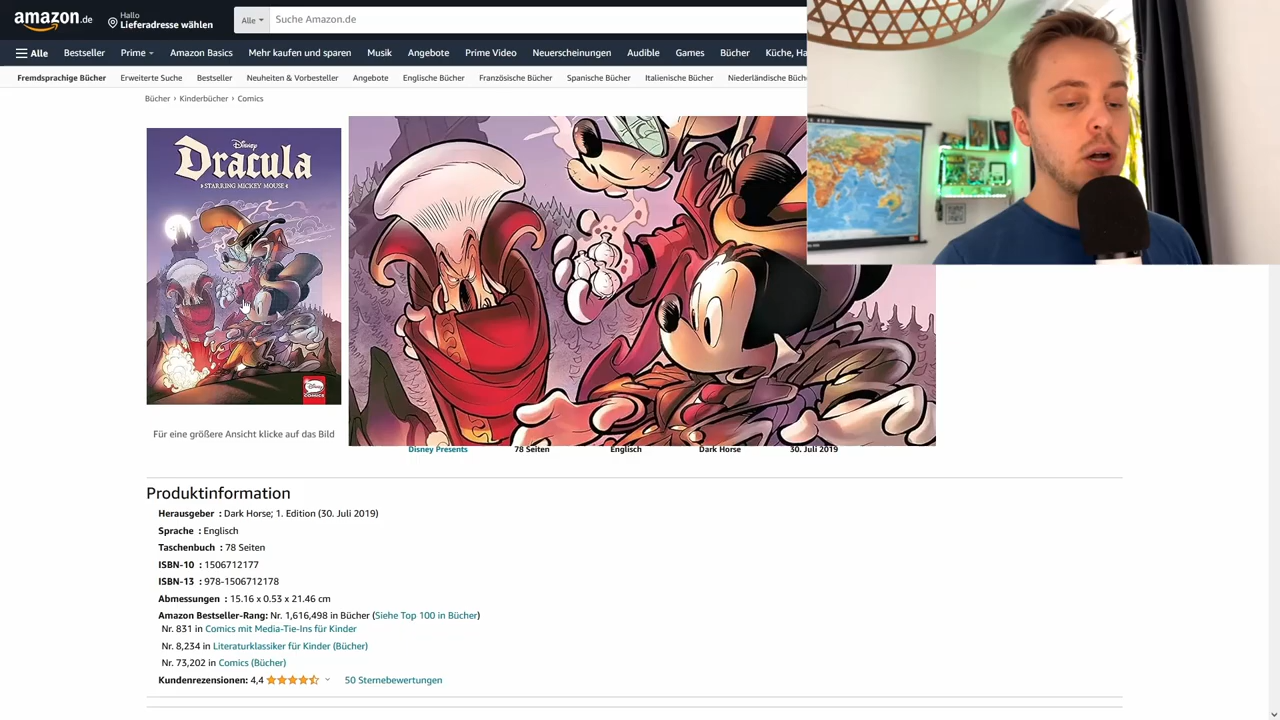 amazon.de
Hallo
Lieferadresse wählen
Alle
Suche Amazon.de
Alle
Bestseller
Prime
Amazon Basics
Mehr kaufen und sparen
Musik
Angebote
Prime Video
Neuerscheinungen
Audible
Games
Bücher
Küche, Ha
Fremdsprachige Bücher
Erweiterte Suche
Bestseller
Neuheiten & Vorbesteller
Angebote
Englische Bücher
Französische Bücher
Spanische Bücher
Italienische Bücher
Niederländische Büch
Bücher › Kinderbücher › Comics
Disney
Dracula
STARRING MICKEY MOUSE
Disney
COMICS
Für eine größere Ansicht klicke auf das Bild
Disney Presents
78 Seiten
Englisch
Dark Horse
30. Juli 2019
Produktinformation
Herausgeber : Dark Horse; 1. Edition (30. Juli 2019)
Sprache : Englisch
Taschenbuch : 78 Seiten
ISBN-10 : 1506712177
ISBN-13 : 978-1506712178
Abmessungen : 15.16 x 0.53 x 21.46 cm
Amazon Bestseller-Rang: Nr. 1,616,498 in Bücher (Siehe Top 100 in Bücher)
Nr. 831 in Comics mit Media-Tie-Ins für Kinder
Nr. 8,234 in Literaturklassiker für Kinder (Bücher)
Nr. 73,202 in Comics (Bücher)
Kundenrezensionen: 4,4 50 Sternebewertungen